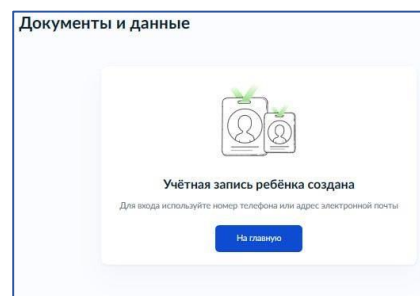 Документы и данные
Учётная запись ребёнка создана
Для входа используйте номер телефона или адрес электронной почты
На главную